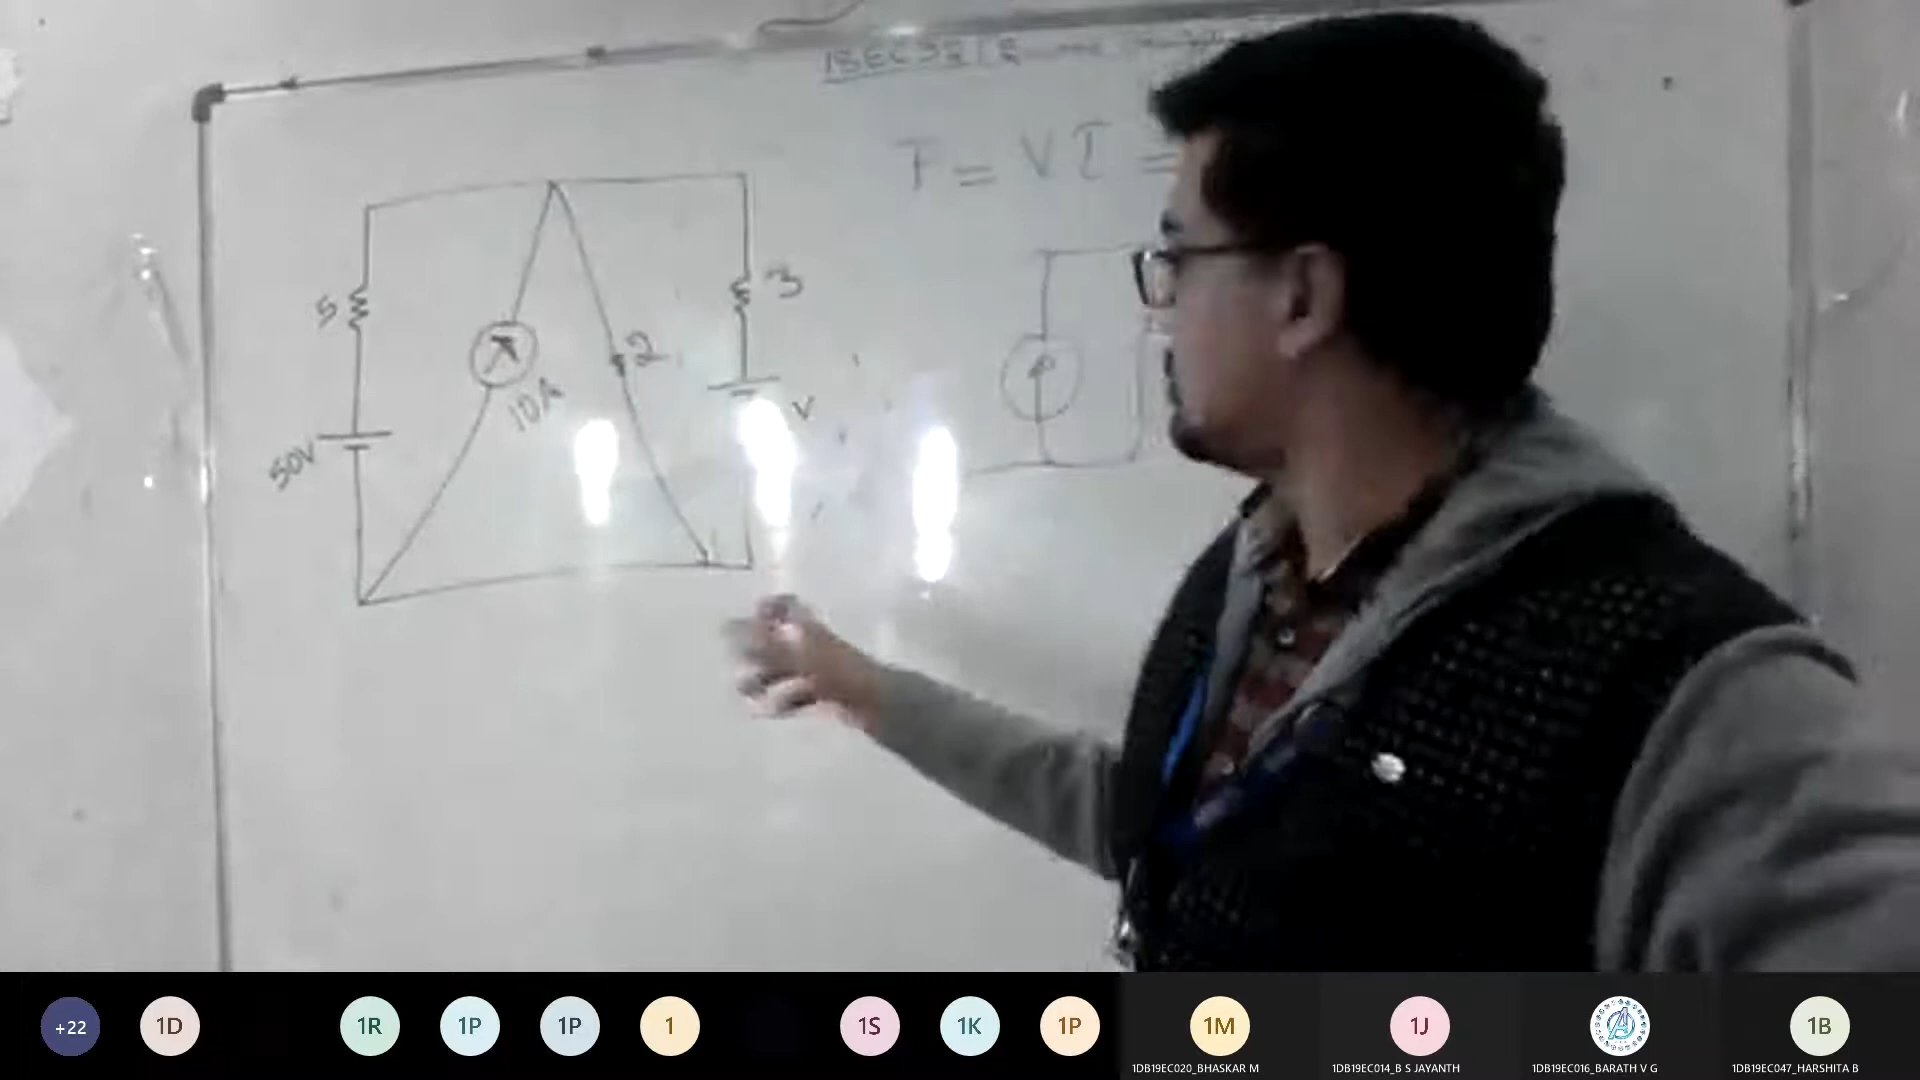 18EC32
F = VI =
5
3
2
10A
V
50V
+22
1D
1R
1P
1P
1
1S
1K
1P
1M
1J
1B
1DB19EC020_BHASKAR M
1DB19EC014_B S JAYANTH
1DB19EC016_BARATH V G
1DB19EC047_HARSHITA B